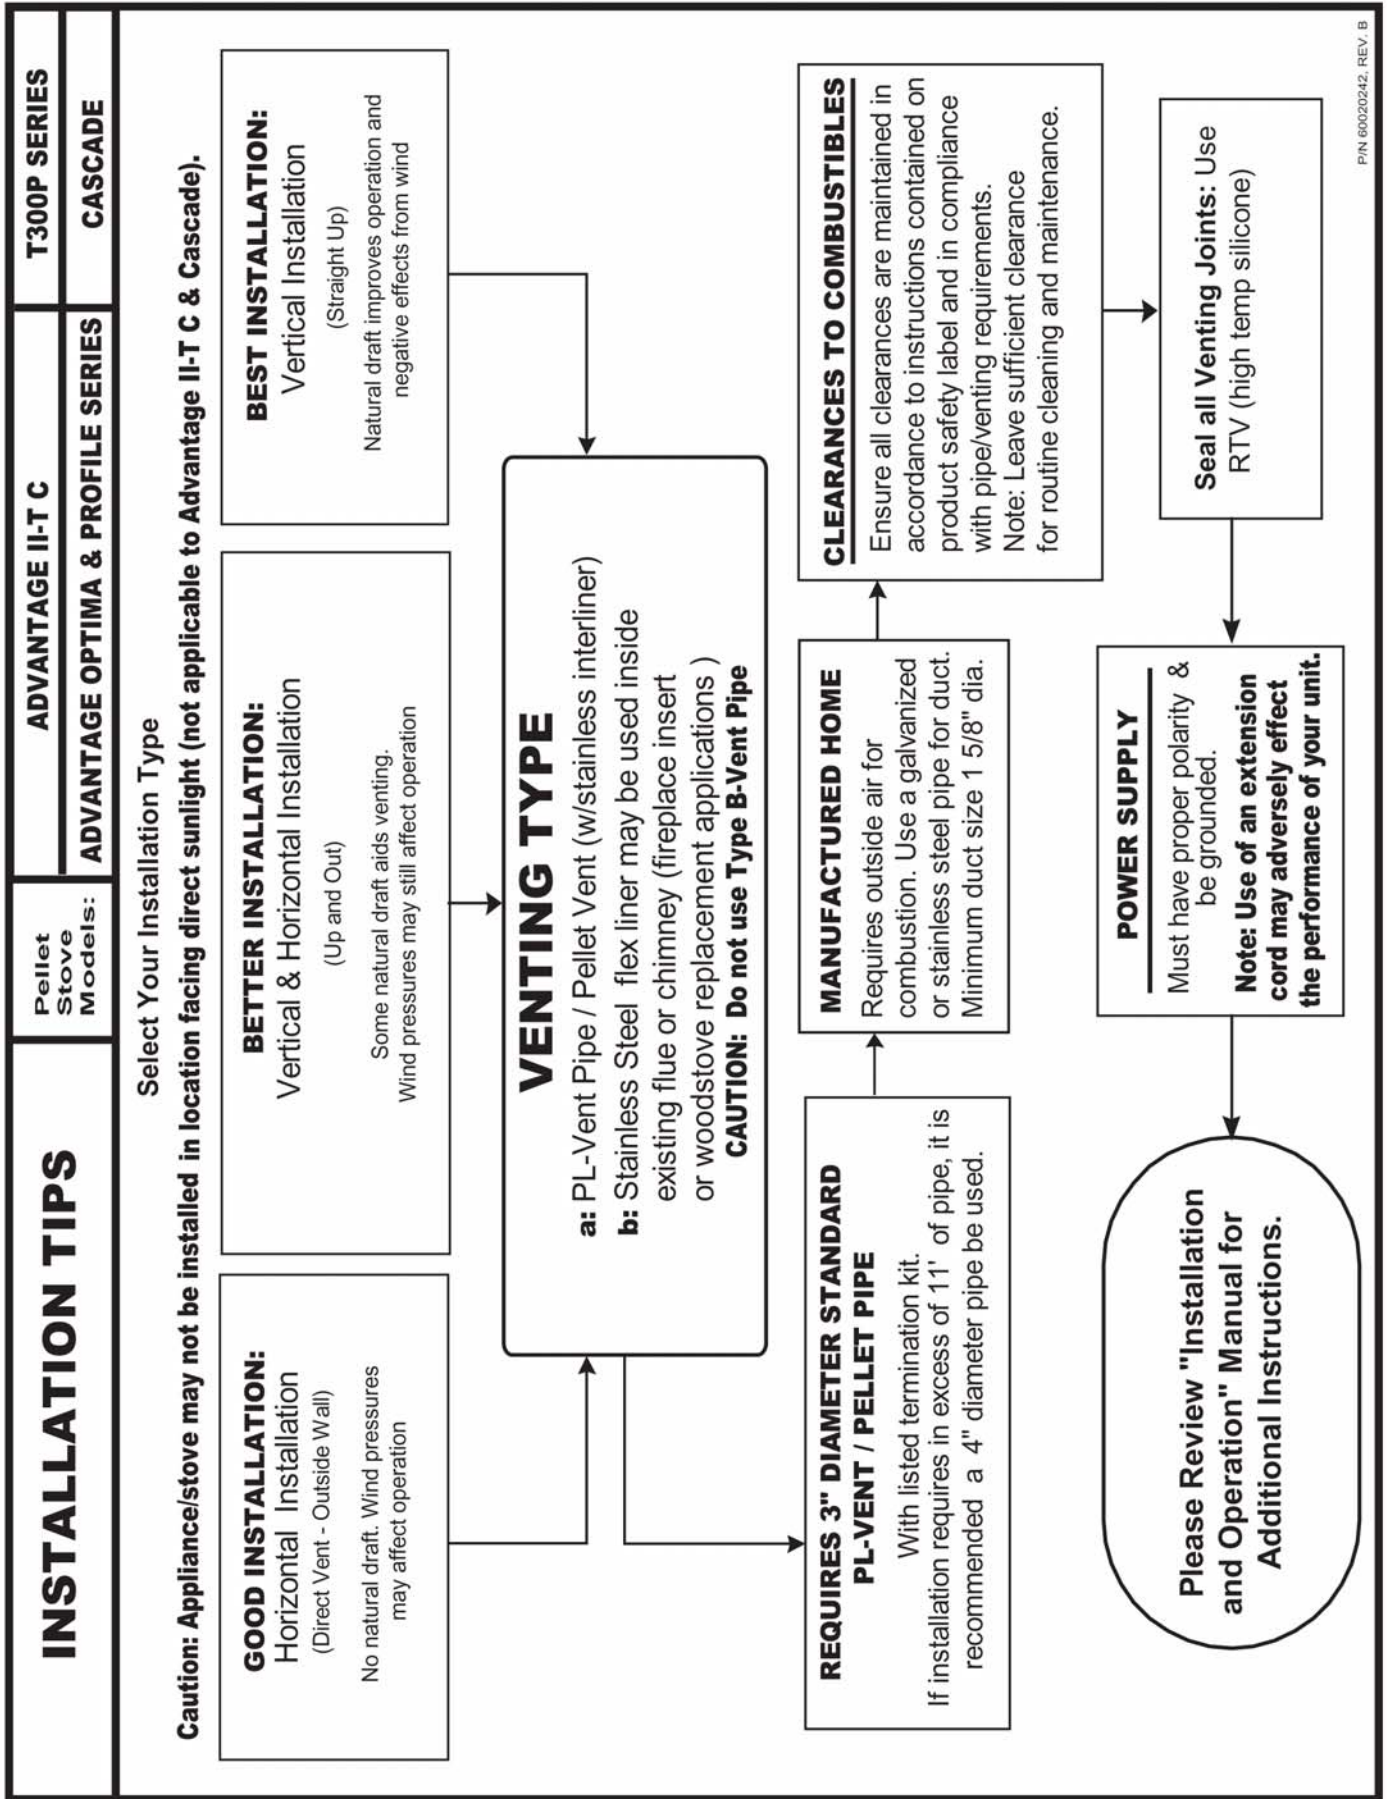 INSTALLATION TIPS
Pellet
Stove
Models:
ADVANTAGE II-T C
T300P SERIES
ADVANTAGE OPTIMA & PROFILE SERIES
CASCADE
Select Your Installation Type
Caution: Appliance/stove may not be installed in location facing direct sunlight (not applicable to Advantage II-T C & Cascade).
GOOD INSTALLATION:
Horizontal Installation
(Direct Vent - Outside Wall)
No natural draft. Wind pressures
may affect operation
BETTER INSTALLATION:
Vertical & Horizontal Installation
(Up and Out)
Some natural draft aids venting.
Wind pressures may still affect operation
BEST INSTALLATION:
Vertical Installation
(Straight Up)
Natural draft improves operation and
negative effects from wind
VENTING TYPE
a: PL-Vent Pipe / Pellet Vent (w/stainless interliner)
b: Stainless Steel flex liner may be used inside
existing flue or chimney (fireplace insert
or woodstove replacement applications )
CAUTION: Do not use Type B-Vent Pipe
REQUIRES 3" DIAMETER STANDARD
PL-VENT / PELLET PIPE
With listed termination kit.
If installation requires in excess of 11' of pipe, it is
recommended a 4" diameter pipe be used.
MANUFACTURED HOME
Requires outside air for
combustion. Use a galvanized
or stainless steel pipe for duct.
Minimum duct size 1 5/8" dia.
CLEARANCES TO COMBUSTIBLES
Ensure all clearances are maintained in
accordance to instructions contained on
product safety label and in compliance
with pipe/venting requirements.
Note: Leave sufficient clearance
for routine cleaning and maintenance.
Seal all Venting Joints: Use
RTV (high temp silicone)
POWER SUPPLY
Must have proper polarity &
be grounded.
Note: Use of an extension
cord may adversely effect
the performance of your unit.
Please Review "Installation
and Operation" Manual for
Additional Instructions.
P/N 60020242, REV. B